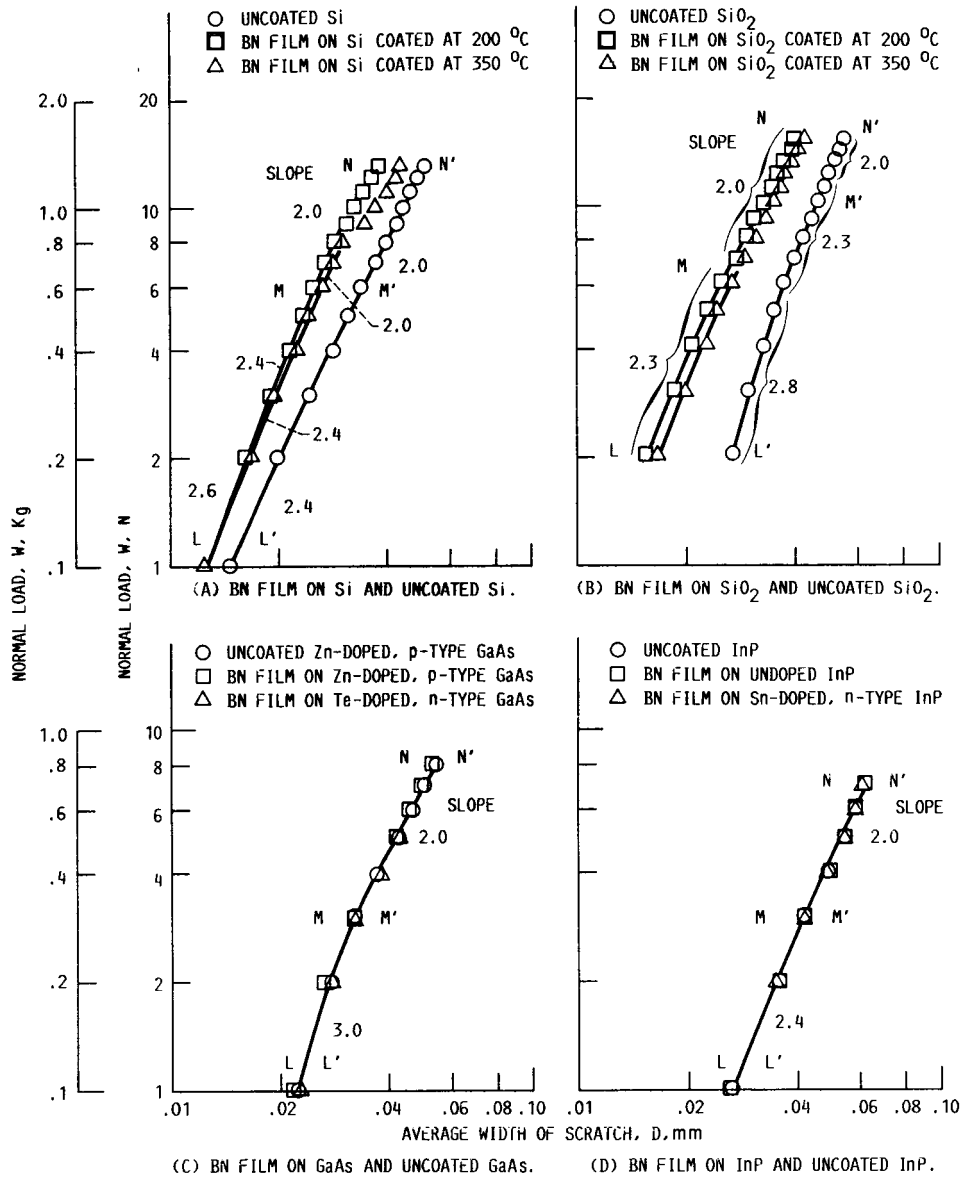 UNCOATED Si
BN FILM ON Si COATED AT 200 °C
BN FILM ON Si COATED AT 350 °C
UNCOATED SiO2
BN FILM ON SiO2 COATED AT 200 °C
BN FILM ON SiO2 COATED AT 350 °C
NORMAL LOAD, W, Kg
2.0
1.0
.8
.6
.4
.2
.1
NORMAL LOAD, W, N
20
10
8
6
4
2
1
SLOPE
N
N'
2.0
2.0
M
M'
2.0
2.4
2.4
2.6
2.4
L
L'
.02
.04
.06
.08
.10
(A) BN FILM ON Si AND UNCOATED Si.
N
N'
SLOPE
2.0
2.0
M'
2.3
M
2.3
2.8
L
L'
(B) BN FILM ON SiO2 AND UNCOATED SiO2.
UNCOATED Zn-DOPED, p-TYPE GaAs
BN FILM ON Zn-DOPED, p-TYPE GaAs
BN FILM ON Te-DOPED, n-TYPE GaAs
UNCOATED InP
BN FILM ON UNDOPED InP
BN FILM ON Sn-DOPED, n-TYPE InP
1.0
.8
.6
.4
.2
.1
10
8
6
4
2
1
N
N'
SLOPE
2.0
M
M'
3.0
L
L'
.01
.02
.04
.06
.08
.10
N
N'
SLOPE
2.0
M
M'
2.4
L
L'
.01
.02
.04
.06
.08
.10
AVERAGE WIDTH OF SCRATCH, D,mm
(C) BN FILM ON GaAs AND UNCOATED GaAs.
(D) BN FILM ON InP AND UNCOATED InP.